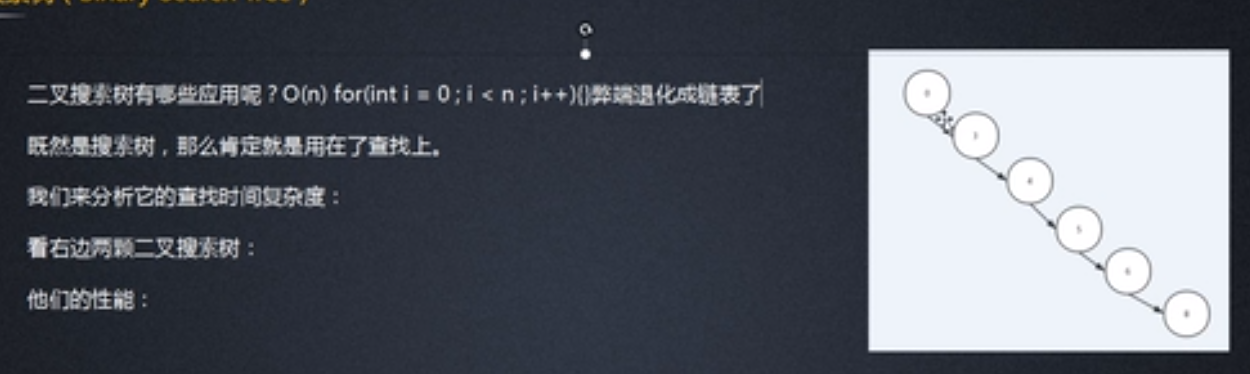 二叉搜索树有哪些应用呢？O(n) for(int i = 0 ; i < n ; i++){}弊端退化成链表了
既然是搜索树，那么肯定就是用在了查找上。
我们来分析它的查找时间复杂度：
看右边两颗二叉搜索树：
他们的性能：
5
6
8